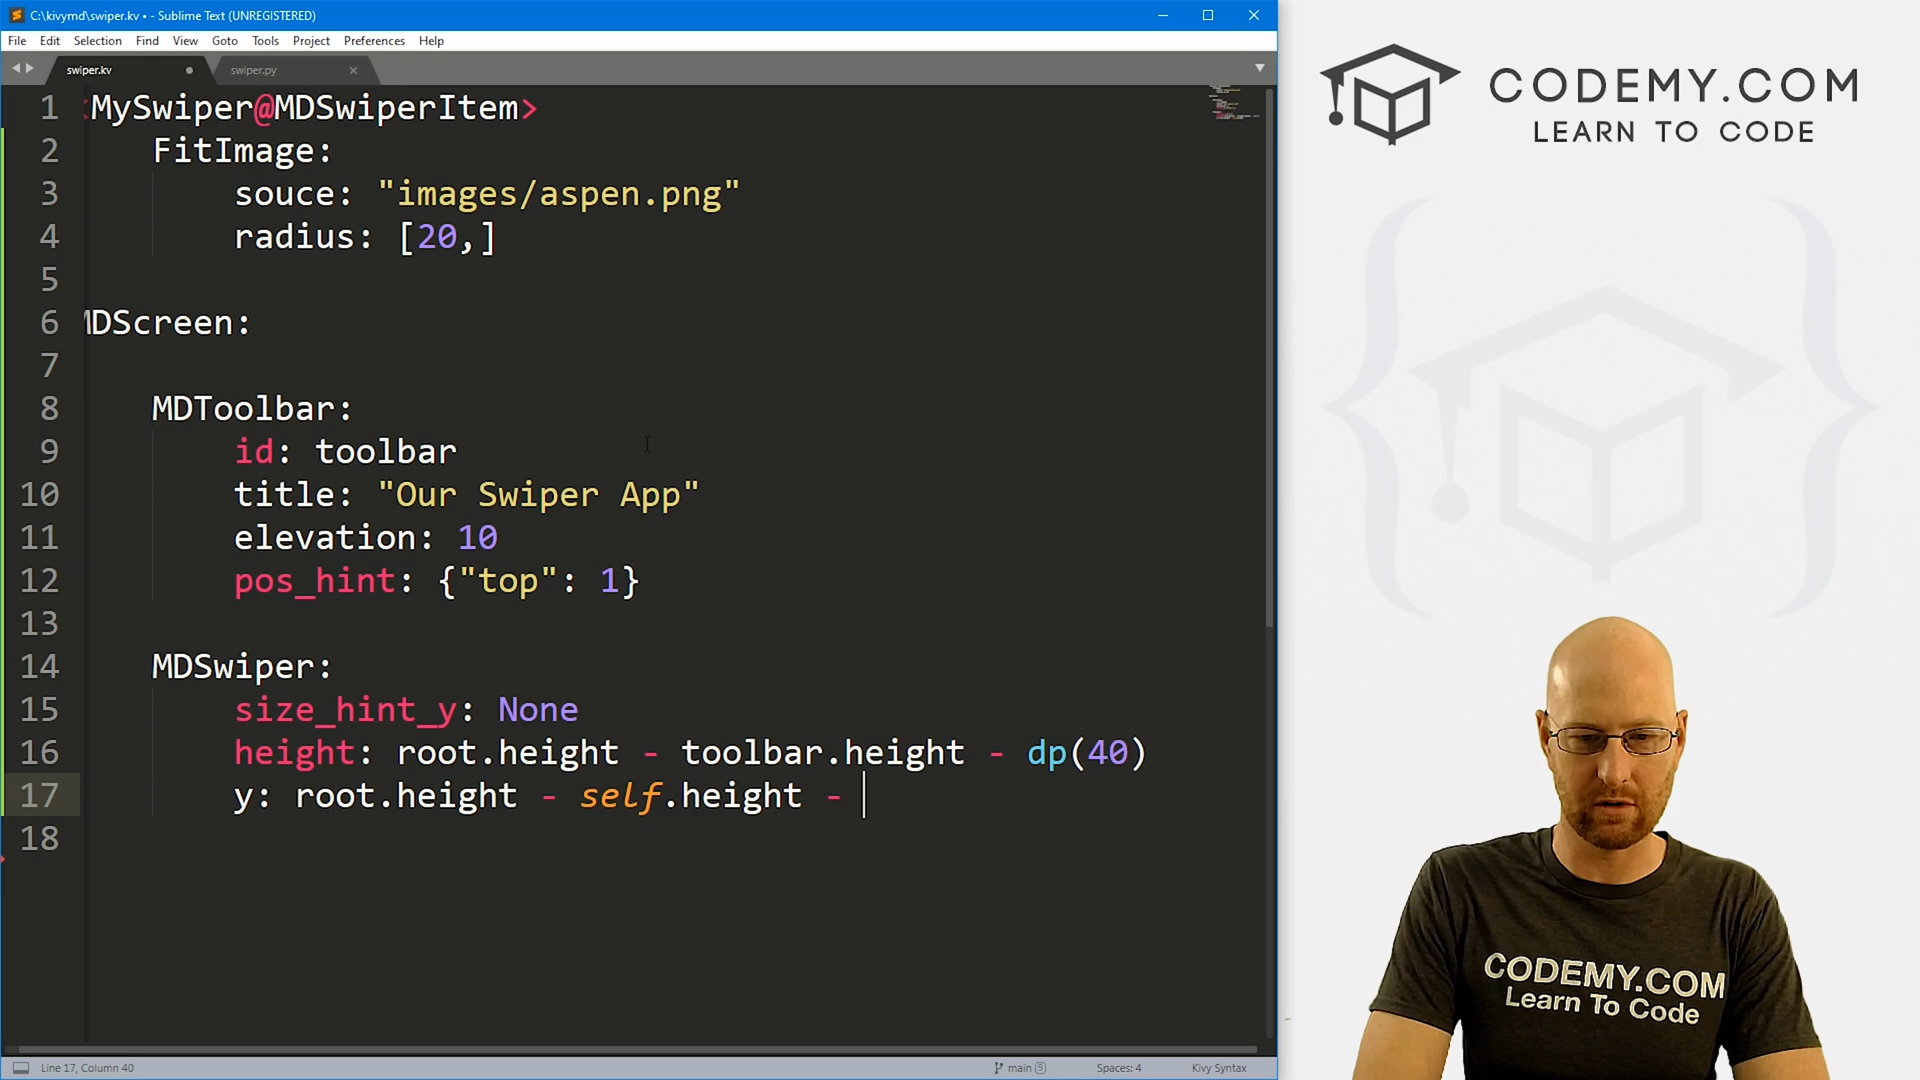 C:\kivymd\swiper.kv • - Sublime Text (UNREGISTERED)
File Edit Selection Find View Goto Tools Project Preferences Help
swiper.kv swiper.py
1 <MySwiper@MDSwiperItem>
2 FitImage:
3 souce: "images/aspen.png"
4 radius: [20,]
5
6 MDScreen:
7
8 MDToolbar:
9 id: toolbar
10 title: "Our Swiper App"
11 elevation: 10
12 pos_hint: {"top": 1}
13
14 MDSwiper:
15 size_hint_y: None
16 height: root.height - toolbar.height - dp(40)
17 y: root.height - self.height -
18
Line 17, Column 40 main 9 Spaces: 4 Kivy Syntax
CODEMY.COM
LEARN TO CODE
CODEMY.COM
Learn To Code